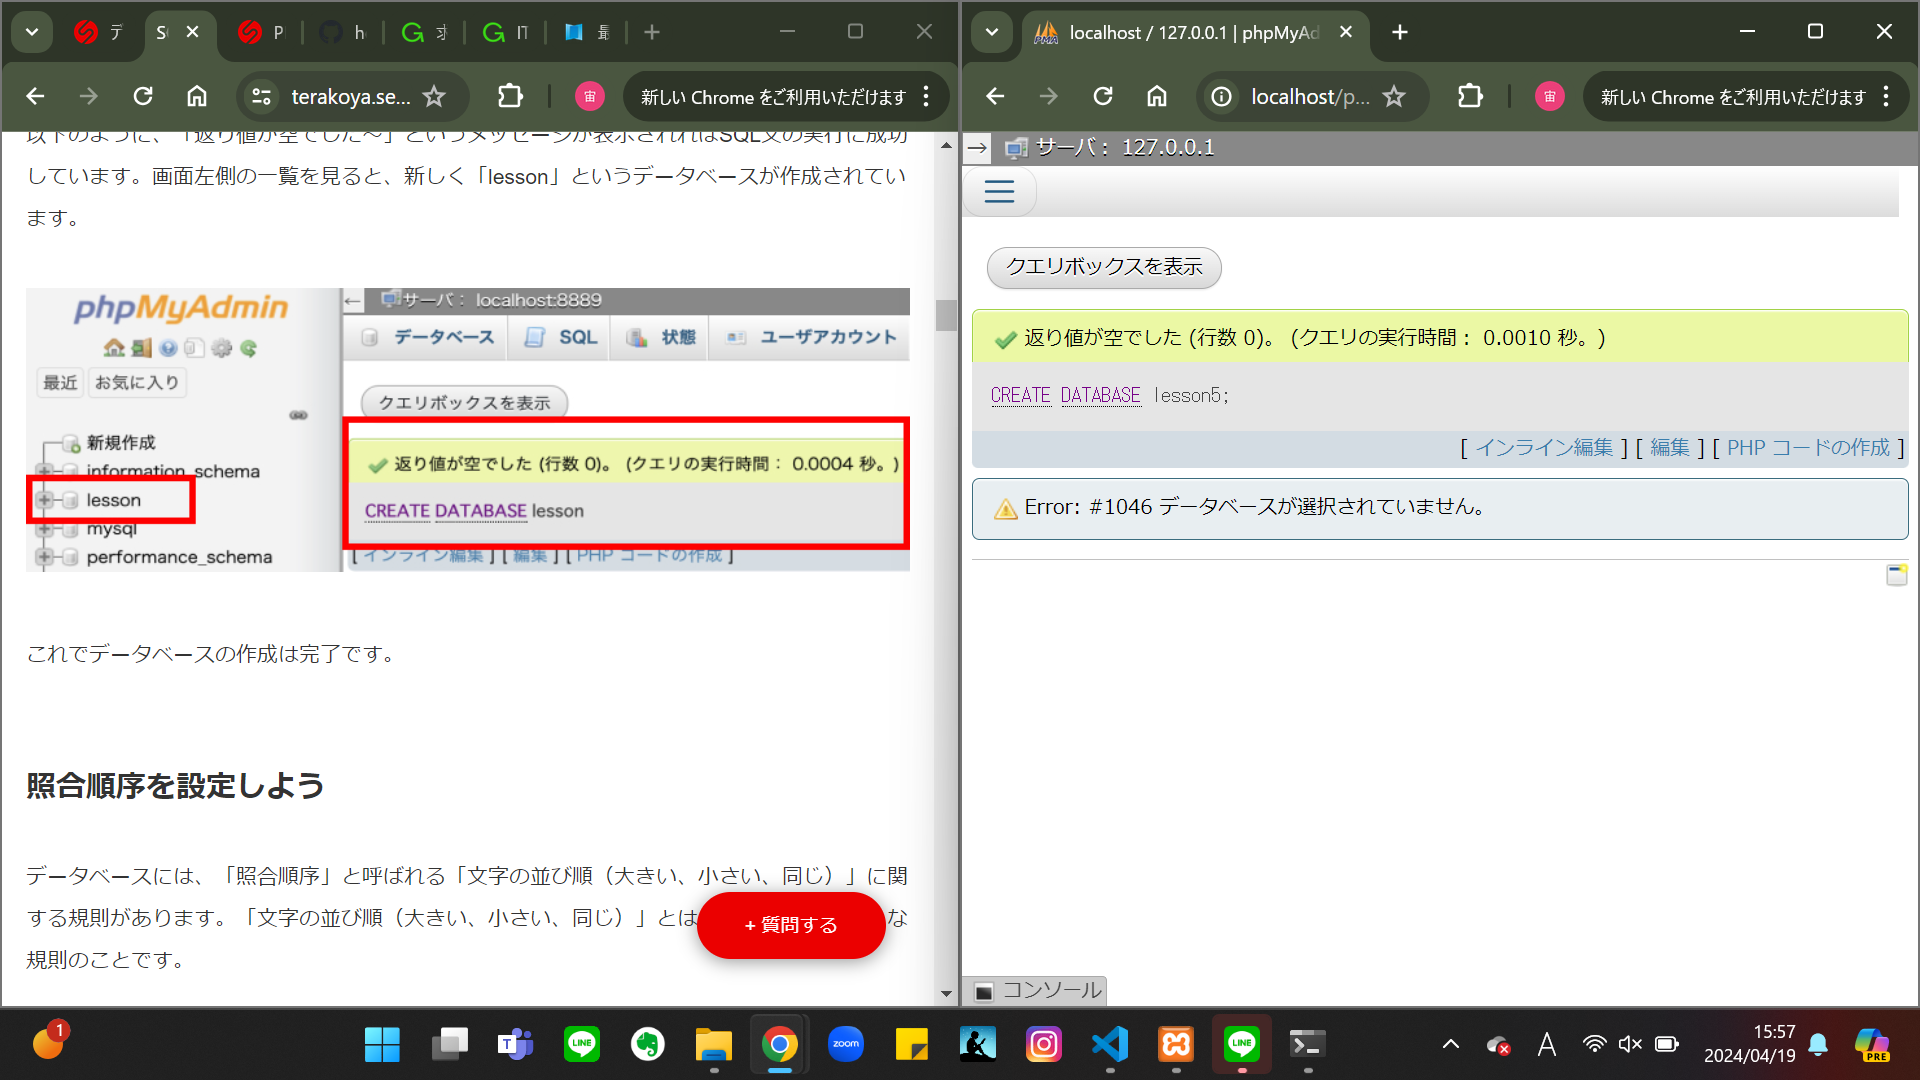 デ
S
P
h
IT
terakoya.se...
宙
新しい Chrome をご利用いただけます
以下のように、「返り値が空でした〜」というメッセージが表示されればSQL文の実行に成功
しています。画面左側の一覧を見ると、新しく「lesson」というデータベースが作成されてい
ます。
phpMyAdmin
最近
お気に入り
新規作成
information_schema
lesson
mysql
performance_schema
サーバ： localhost:8889
データベース
SQL
状態
ユーザアカウント
クエリボックスを表示
返り値が空でした (行数 0)。 (クエリの実行時間： 0.0004 秒。)
CREATE DATABASE lesson
[ インライン編集 ] [ 編集 ] [ PHP コードの作成 ]
これでデータベースの作成は完了です。
照合順序を設定しよう
データベースには、「照合順序」と呼ばれる「文字の並び順（大きい、小さい、同じ）」に関
する規則があります。「文字の並び順（大きい、小さい、同じ）」とは
な
規則のことです。
+ 質問する
localhost / 127.0.0.1 | phpMyAd
localhost/p...
宙
新しい Chrome をご利用いただけます
サーバ： 127.0.0.1
クエリボックスを表示
返り値が空でした (行数 0)。 (クエリの実行時間： 0.0010 秒。)
CREATE DATABASE lesson5;
[ インライン編集 ] [ 編集 ] [ PHP コードの作成 ]
Error: #1046 データベースが選択されていません。
コンソール
1
LINE
zoom
LINE
A
15:57
2024/04/19
PRE